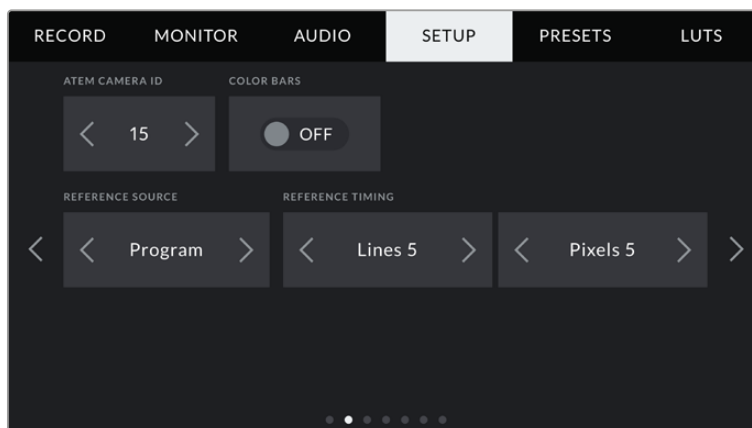 RECORD MONITOR AUDIO SETUP PRESETS LUTS
ATEM CAMERA ID COLOR BARS
15 OFF
REFERENCE SOURCE REFERENCE TIMING
Program Lines 5 Pixels 5